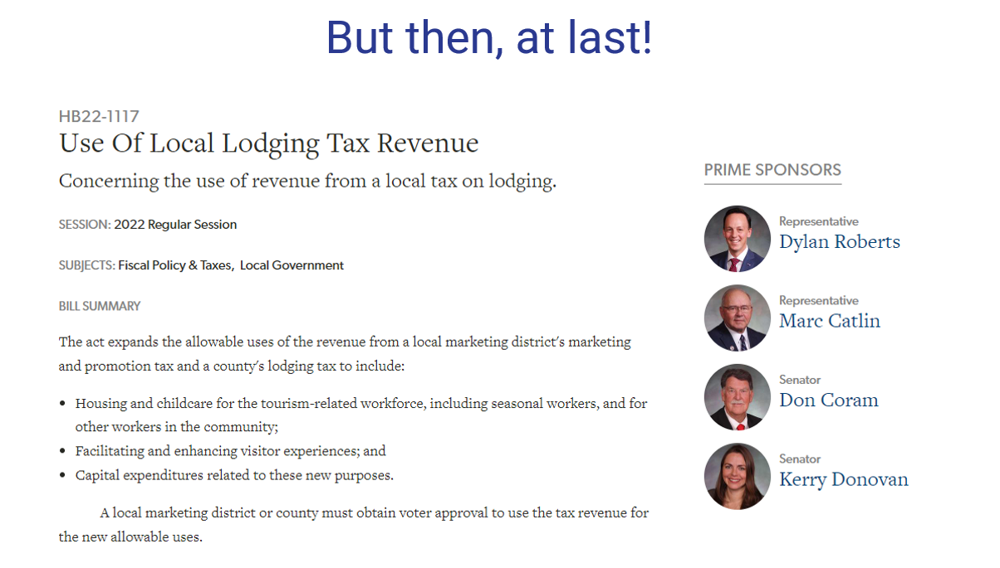 But then, at last!
HB22-1117
Use Of Local Lodging Tax Revenue
Concerning the use of revenue from a local tax on lodging.
SESSION: 2022 Regular Session
SUBJECTS: Fiscal Policy & Taxes, Local Government
BILL SUMMARY
The act expands the allowable uses of the revenue from a local marketing district's marketing
and promotion tax and a county's lodging tax to include:
• Housing and childcare for the tourism-related workforce, including seasonal workers, and for
other workers in the community;
• Facilitating and enhancing visitor experiences; and
• Capital expenditures related to these new purposes.
A local marketing district or county must obtain voter approval to use the tax revenue for
the new allowable uses.
PRIME SPONSORS
Representative
Dylan Roberts
Representative
Marc Catlin
Senator
Don Coram
Senator
Kerry Donovan